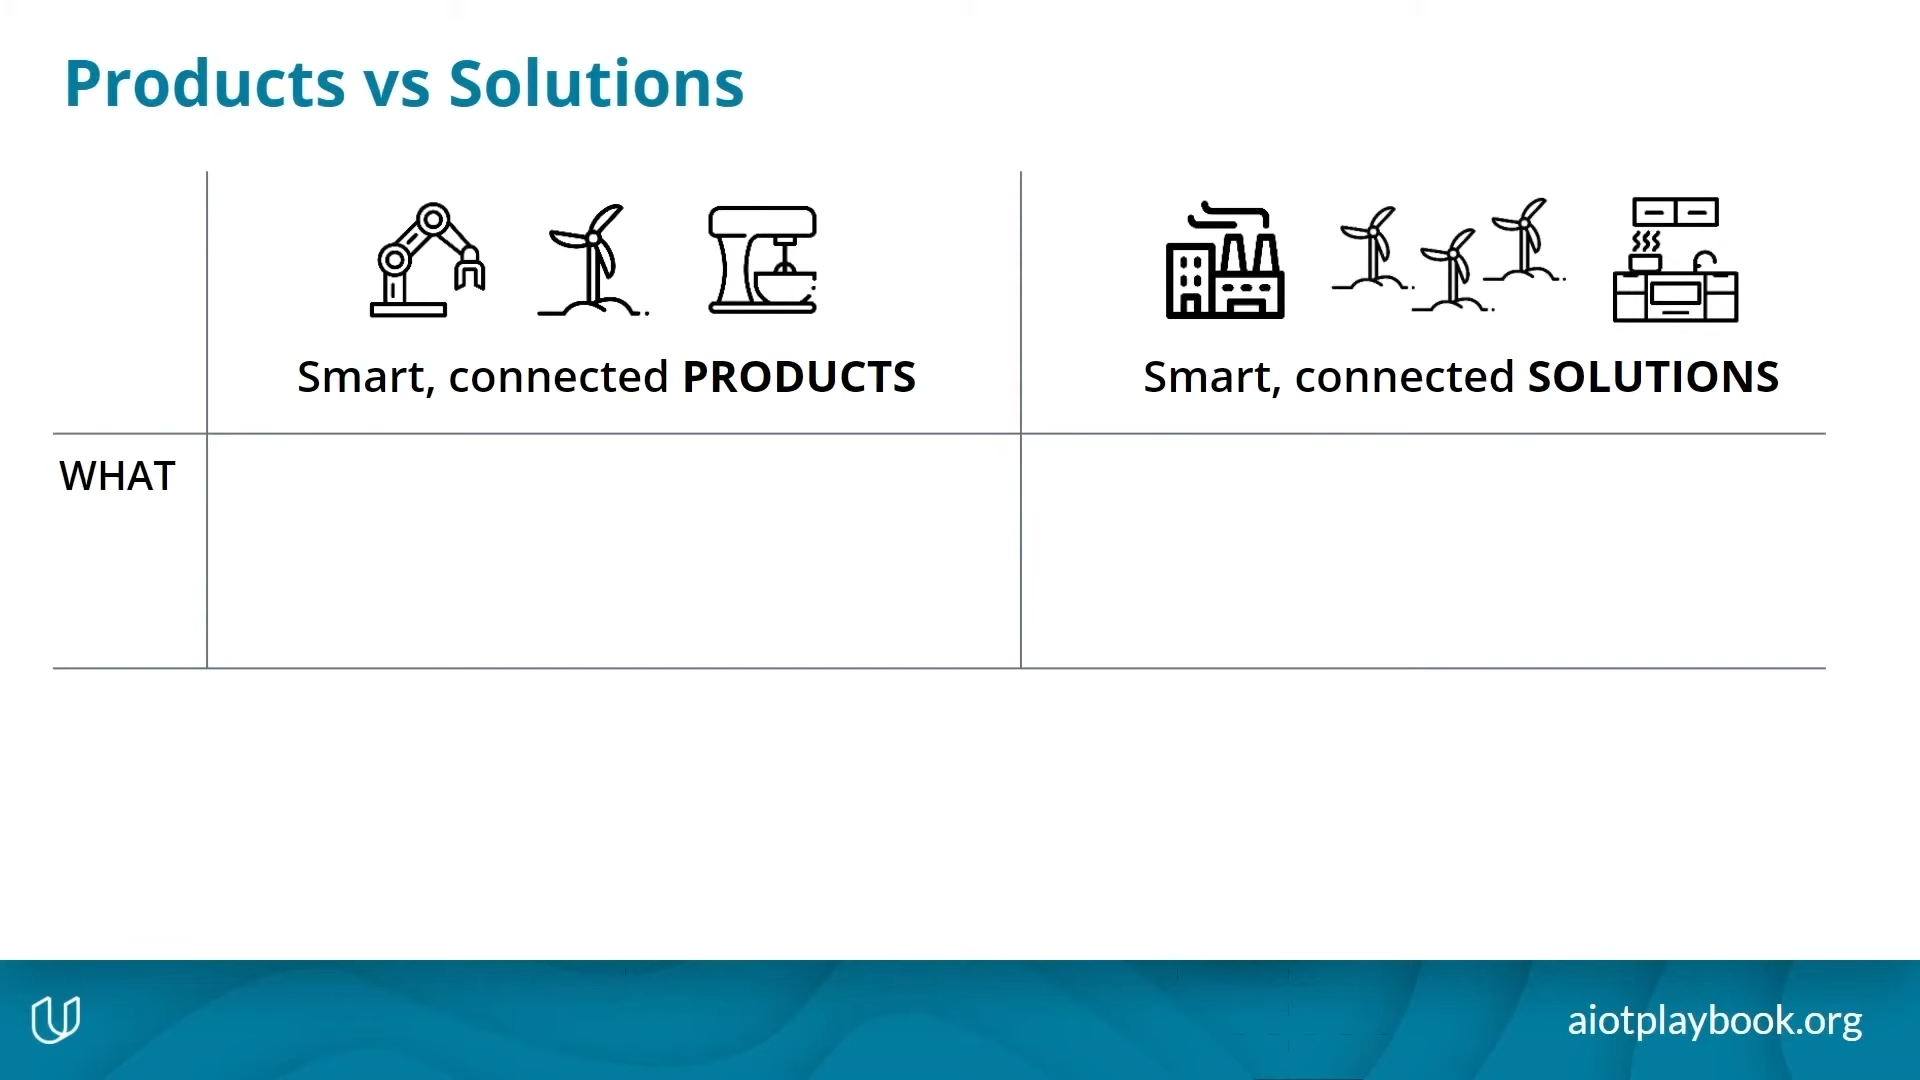 Products vs Solutions
Smart, connected PRODUCTS
Smart, connected SOLUTIONS
WHAT
aiotplaybook.org